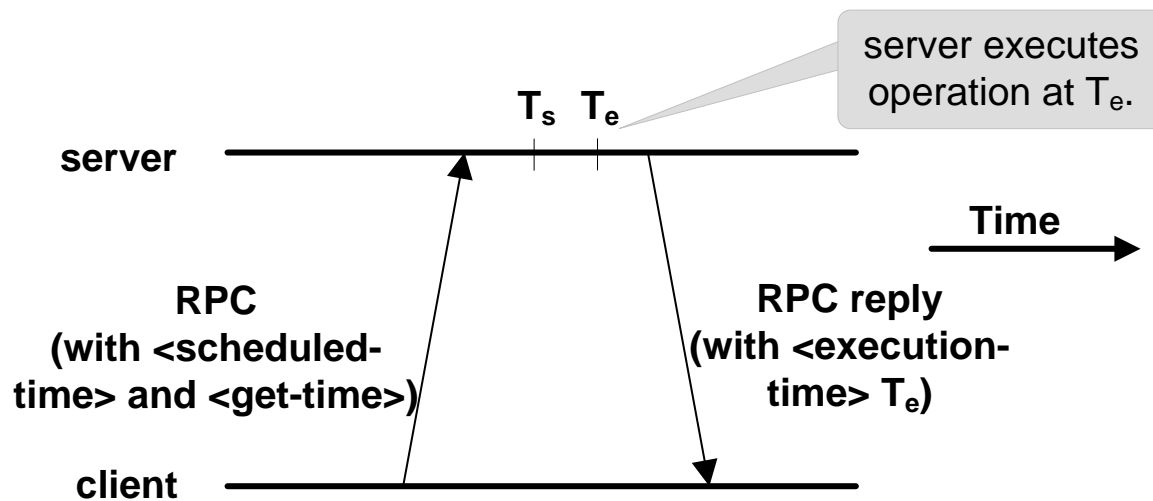 server executes
operation at Te.
Ts Te
server
Time
RPC
(with <scheduled-
time> and <get-time>)
RPC reply
(with <execution-
time> Te)
client